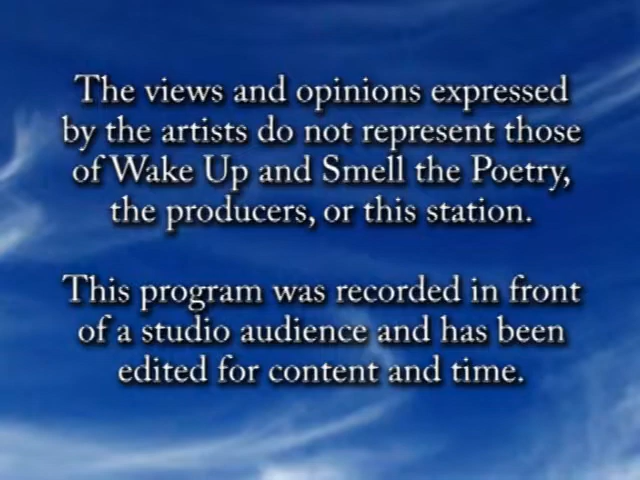 The views and opinions expressed
by the artists do not represent those
of Wake Up and Smell the Poetry,
the producers, or this station.
This program was recorded in front
of a studio audience and has been
edited for content and time.